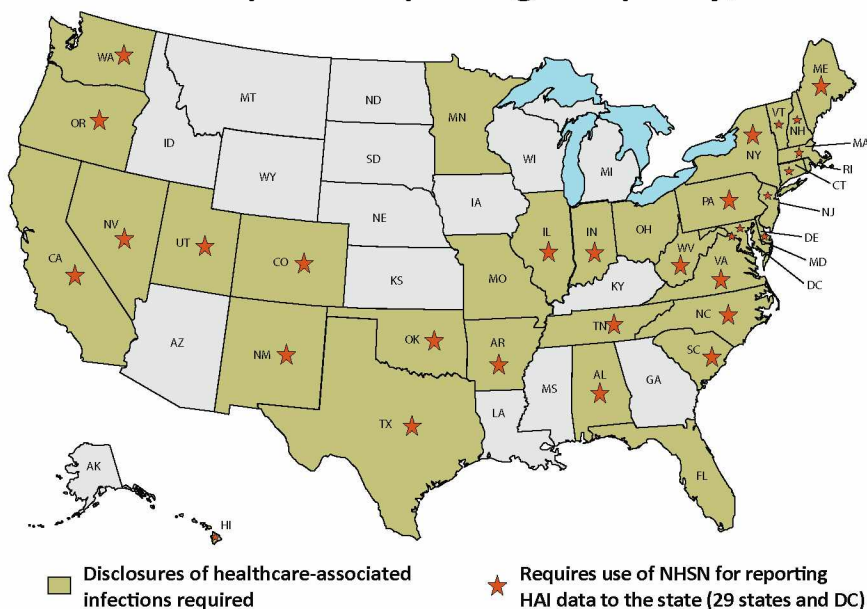 WA
ME
MT
ND
VT
NH
OR
MN
ID
SD
WI
NY
MA
MI
RI
WY
CT
IA
PA
NJ
NE
NV
OH
DE
IL
IN
UT
WV
MD
CA
CO
VA
DC
KS
MO
KY
NC
TN
AZ
OK
NM
AR
SC
MS
AL
GA
LA
TX
AK
FL
HI
Disclosures of healthcare-associated
infections required
Requires use of NHSN for reporting
HAI data to the state (29 states and DC)